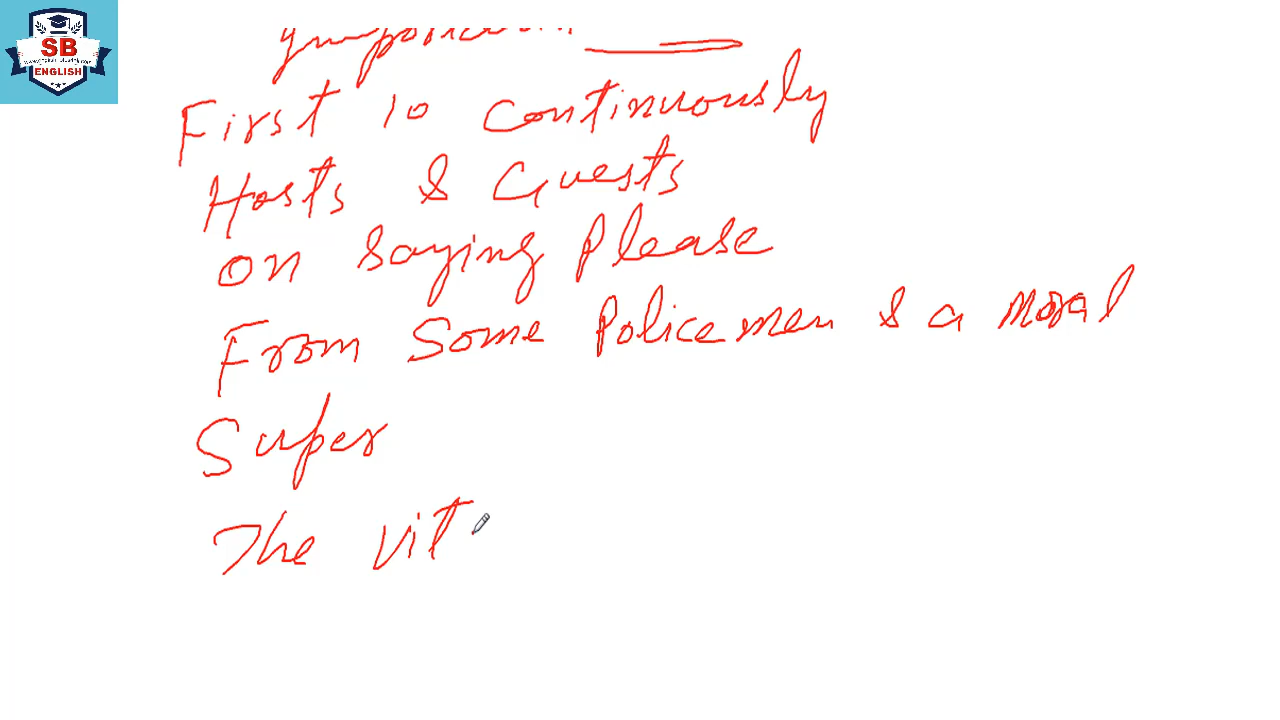 SB
ENGLISH
First 10 continuously
Hosts & Guests
On saying Please
From Some Policemen & a Moral
Super
The Vit